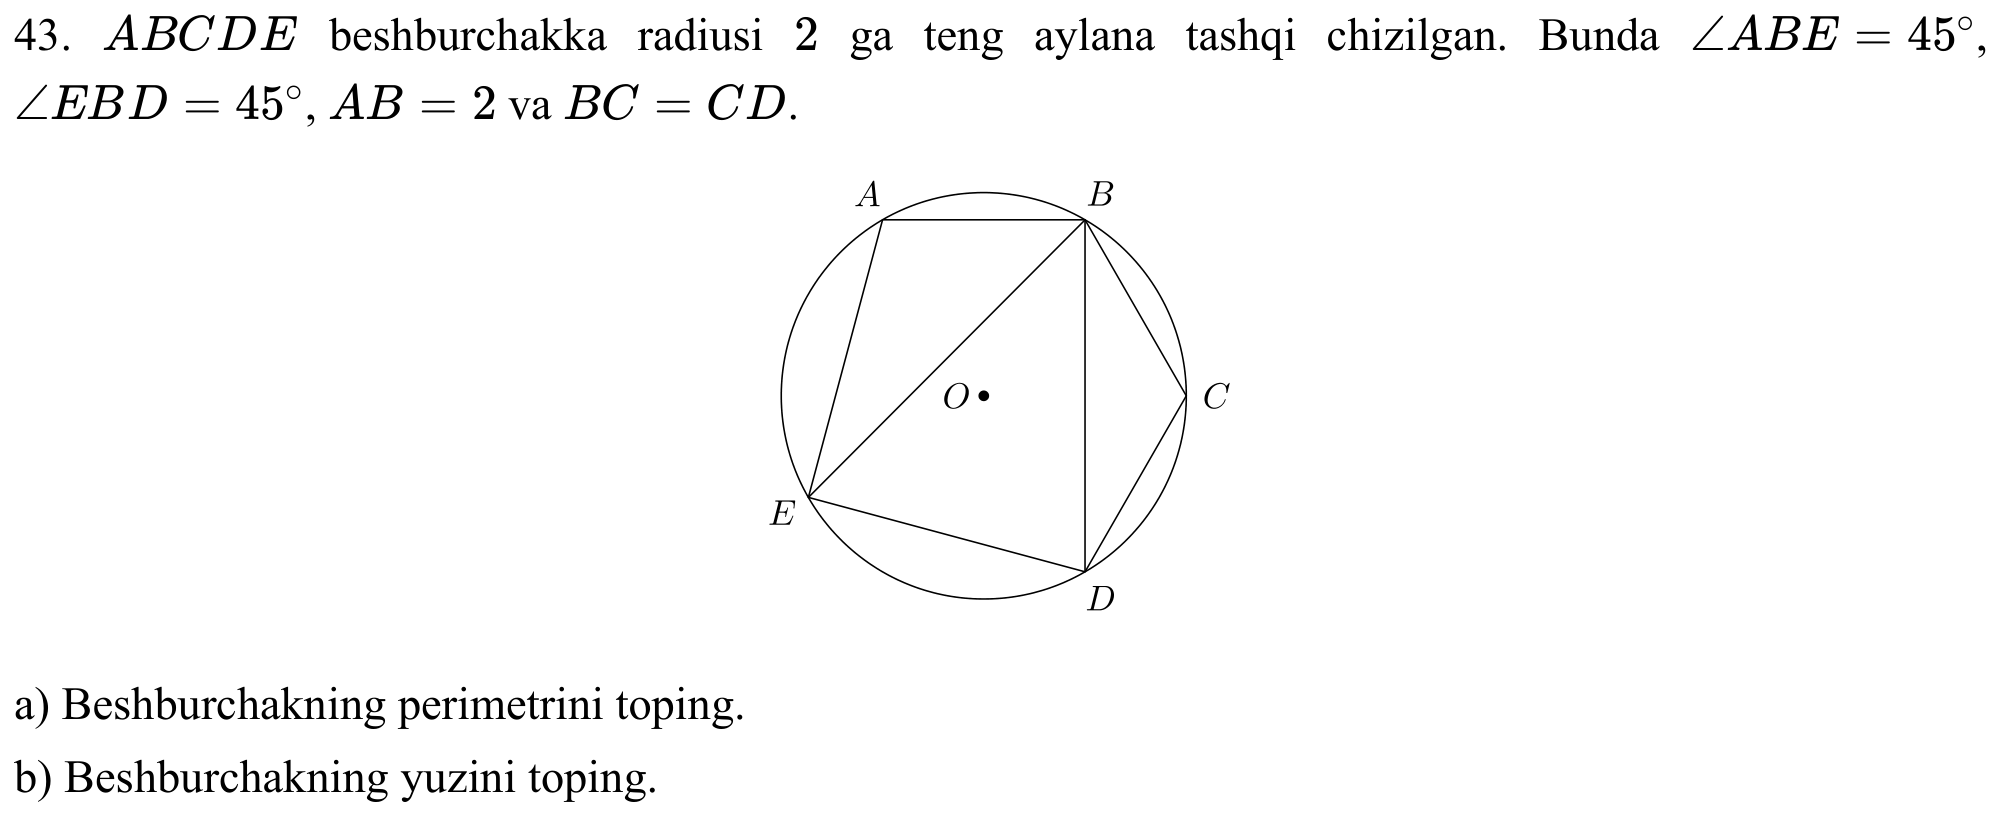 43. ABCDE beshburchakka radiusi 2 ga teng aylana tashqi chizilgan. Bunda ∠ABE = 45°,
∠EBD = 45°, AB = 2 va BC = CD.
A
B
O
C
E
D
a) Beshburchakning perimetrini toping.
b) Beshburchakning yuzini toping.